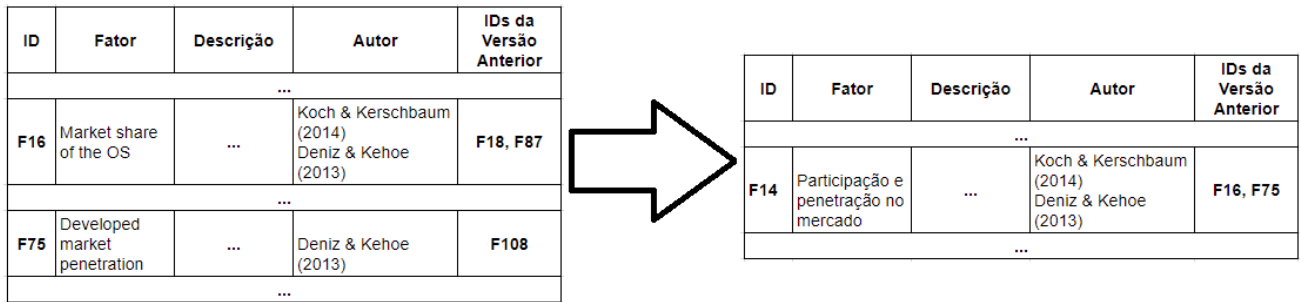 ID Fator Descrição Autor IDs da
Versão
Anterior
...
F16 Market share
of the OS ... Koch & Kerschbaum
(2014)
Deniz & Kehoe
(2013) F18, F87
...
F75 Developed
market
penetration ... Deniz & Kehoe
(2013) F108
...
ID Fator Descrição Autor IDs da
Versão
Anterior
...
F14 Participação e
penetração no
mercado ... Koch & Kerschbaum
(2014)
Deniz & Kehoe
(2013) F16, F75
...